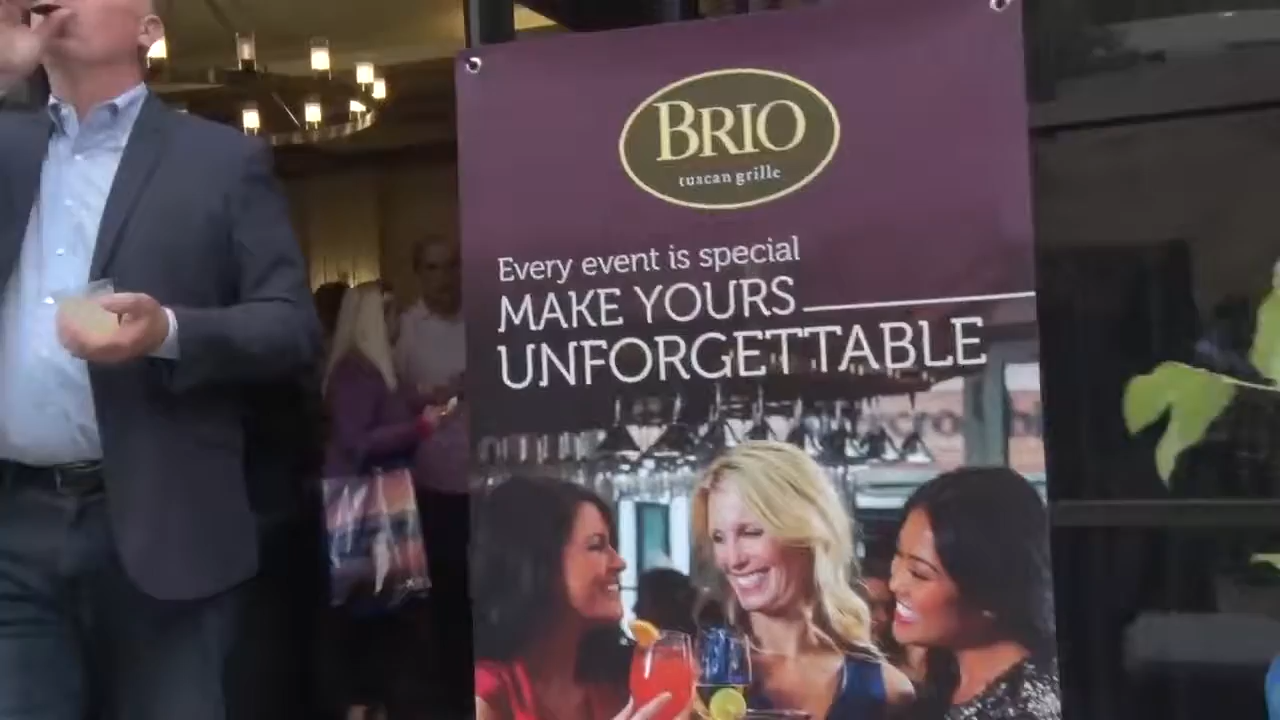 BRIO
tuscan grille
Every event is special
MAKE YOURS
UNFORGETTABLE